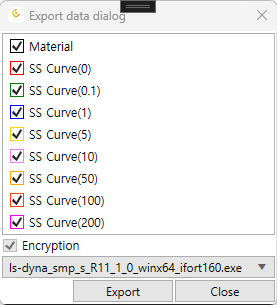 Export data dialog
Material
SS Curve(0)
SS Curve(0.1)
SS Curve(1)
SS Curve(5)
SS Curve(10)
SS Curve(50)
SS Curve(100)
SS Curve(200)
Encryption
ls-dyna_smp_s_R11_1_0_winx64_ifort160.exe
Export Close